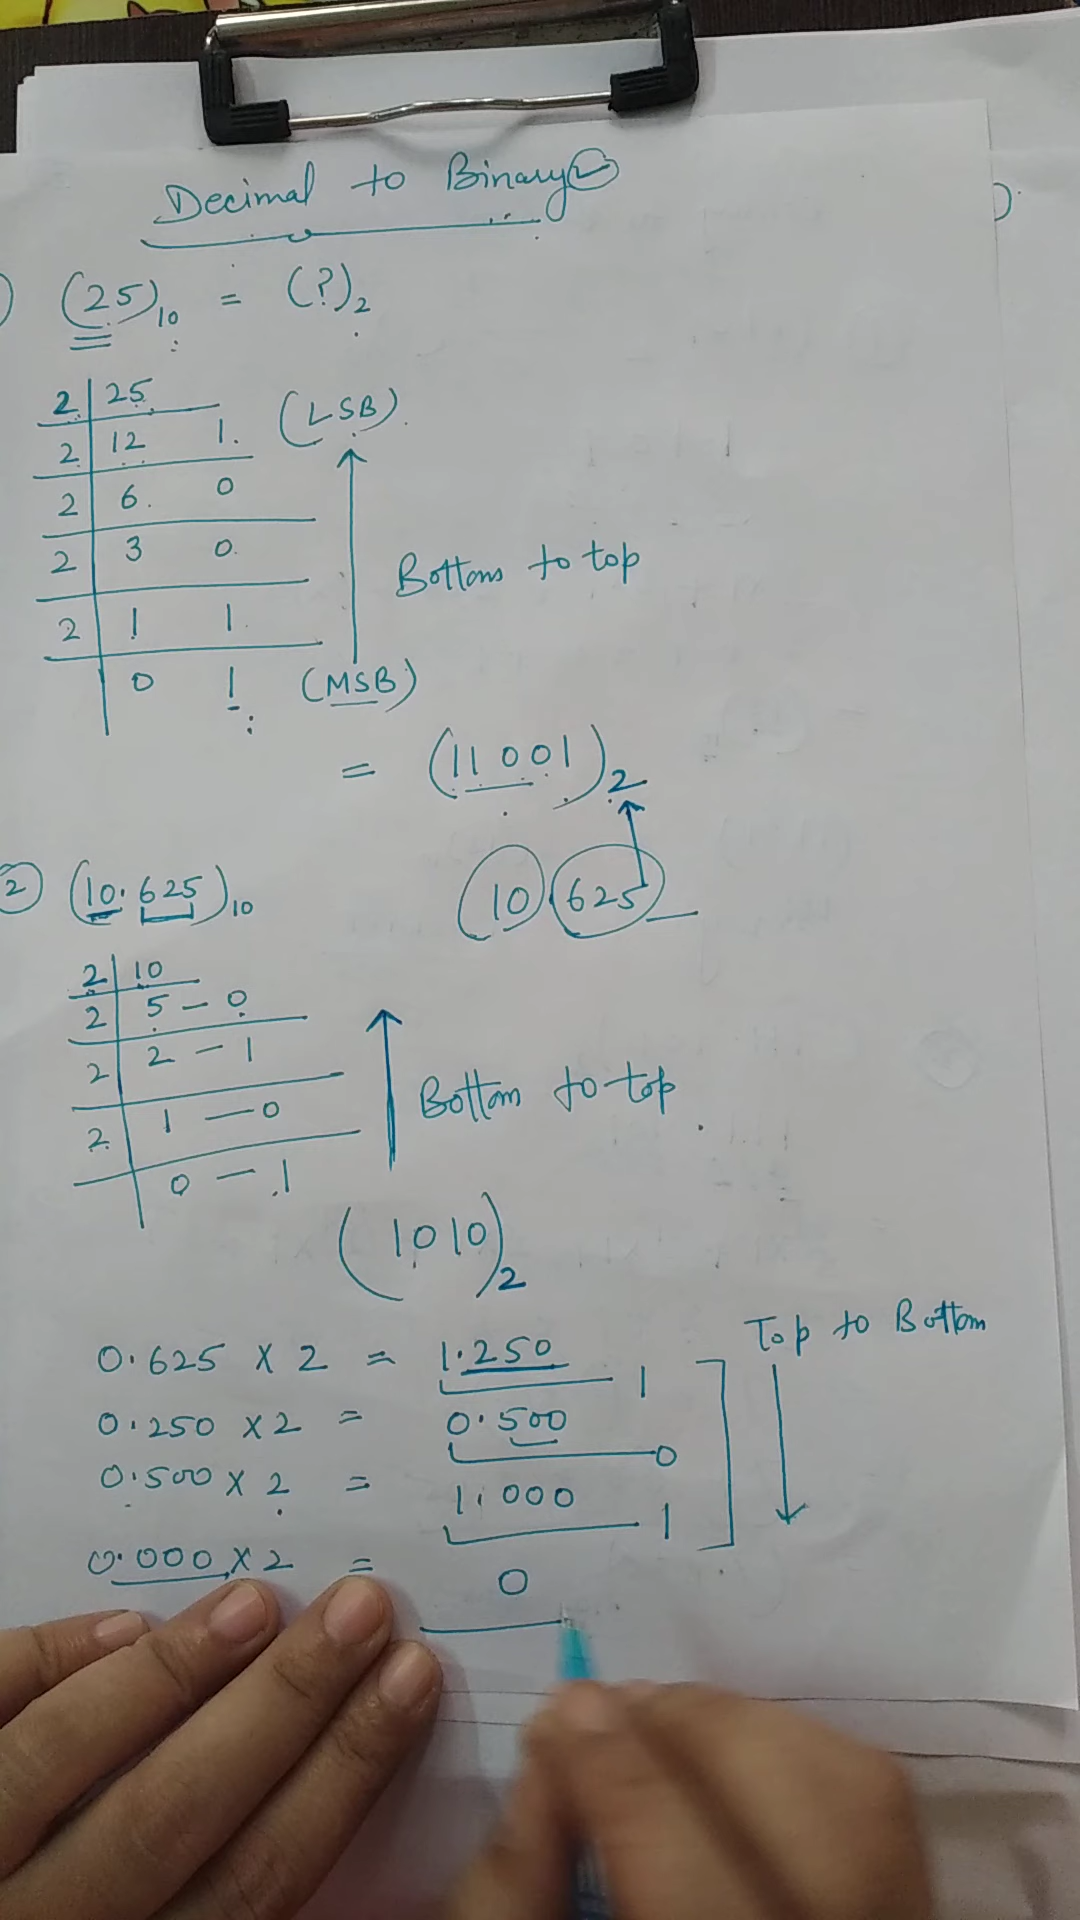 Decimal to Binary
(25)10 = (?)2
2 | 25
2 | 12 1. (LSB)
2 | 6. 0
2 | 3 0.
Bottom to top
2 | 1 1.
0 1 (MSB)
= (11001)2
2 (10.625)10
10.625
2 | 10
2 | 5 - 0
2 | 2 - 1
Bottom to top
2 | 1 - 0
0 - 1
(1010)2
Top to Bottom
0.625 x 2 = 1.250 1
0.250 x 2 = 0.500 0
0.500 x 2 = 1.000 1
0.000 x 2 = 0